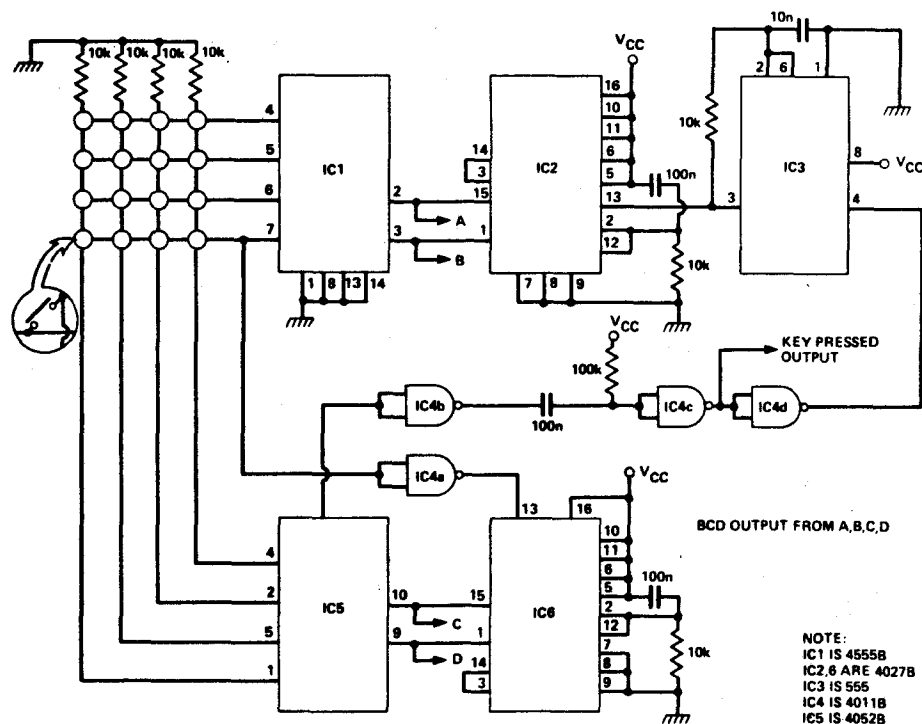 10k 10k 10k 10k
10n
VCC
2 6 1
4
5
6
7
IC1
2
3
A
B
1 8 13 14
16
10
11
6
5
13
2
12
14
3
15
1
IC2
7 8 9
100n
10k
10k
3
IC3
8
VCC
4
VCC
100k
KEY PRESSED
OUTPUT
IC4b
100n
IC4c
IC4d
IC4a
VCC
13
16
BCD OUTPUT FROM A,B,C,D
4
2
5
1
IC5
10
9
C
D
15
1
14
3
IC6
10
11
6
5
2
12
7
8
9
100n
10k
NOTE:
IC1 IS 4555B
IC2,6 ARE 4027B
IC3 IS 555
IC4 IS 4011B
IC5 IS 4052B